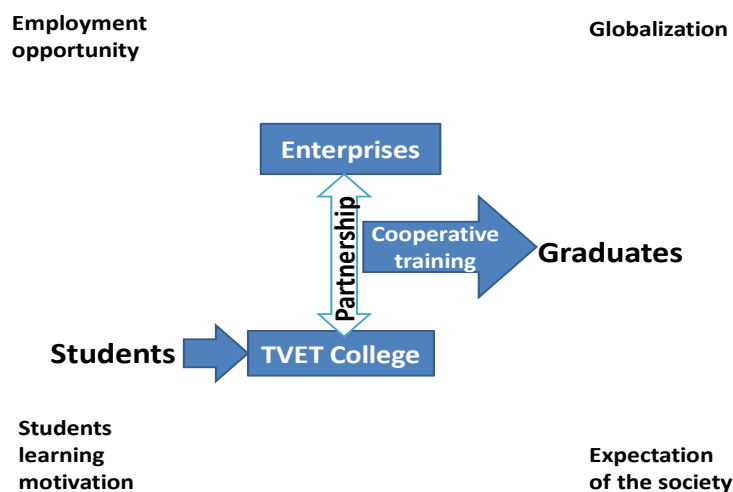 Employment
opportunity
Globalization
Enterprises
Partnership
Cooperative
training
Graduates
Students
TVET College
Students
learning
motivation
Expectation
of the society